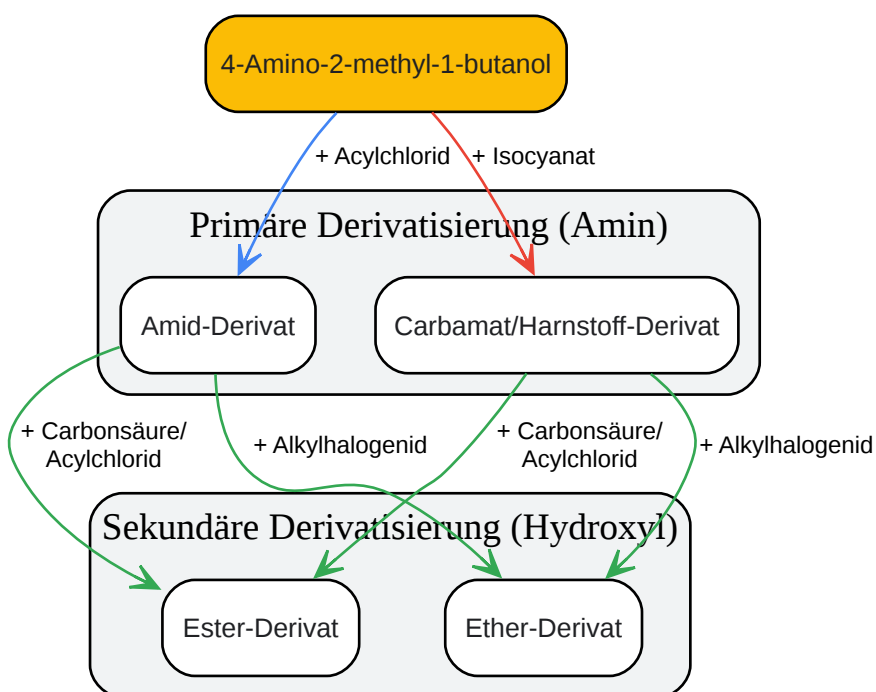 4-Amino-2-methyl-1-butanol
+ Acylchlorid
+ Isocyanat
Primäre Derivatisierung (Amin)
Amid-Derivat
Carbamat/Harnstoff-Derivat
+ Carbonsäure/
Acylchlorid
+ Alkylhalogenid
+ Carbonsäure/
Acylchlorid
+ Alkylhalogenid
Sekundäre Derivatisierung (Hydroxyl)
Ester-Derivat
Ether-Derivat